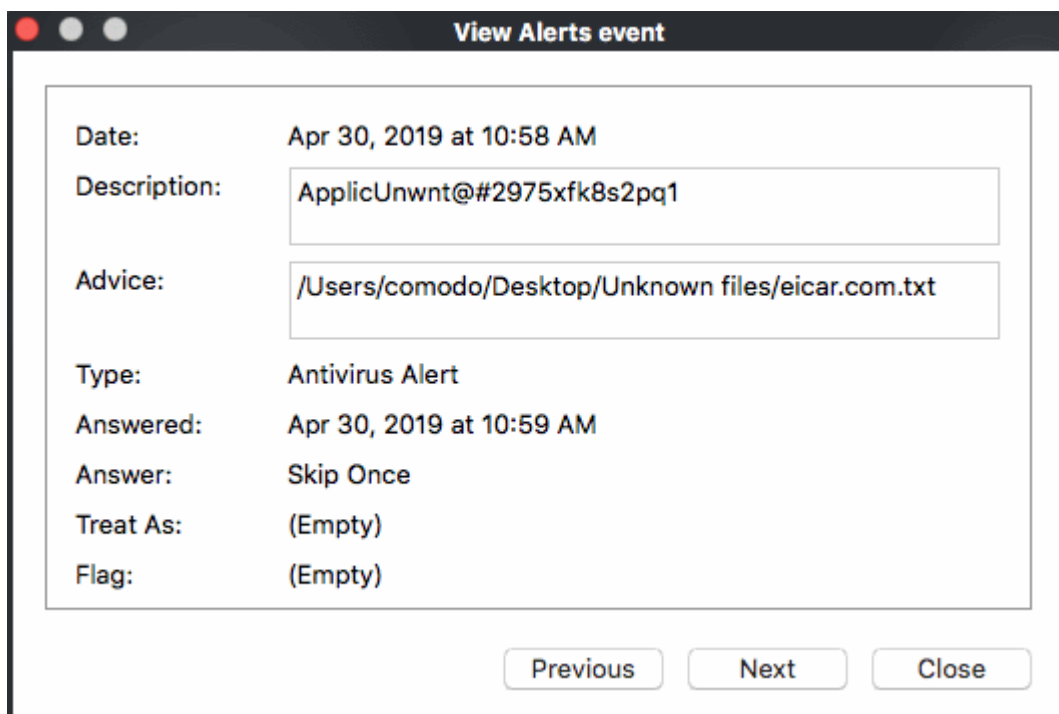 View Alerts event
Date: Apr 30, 2019 at 10:58 AM
Description: ApplicUnwnt@#2975xfk8s2pq1
Advice: /Users/comodo/Desktop/Unknown files/eicar.com.txt
Type: Antivirus Alert
Answered: Apr 30, 2019 at 10:59 AM
Answer: Skip Once
Treat As: (Empty)
Flag: (Empty)
Previous Next Close